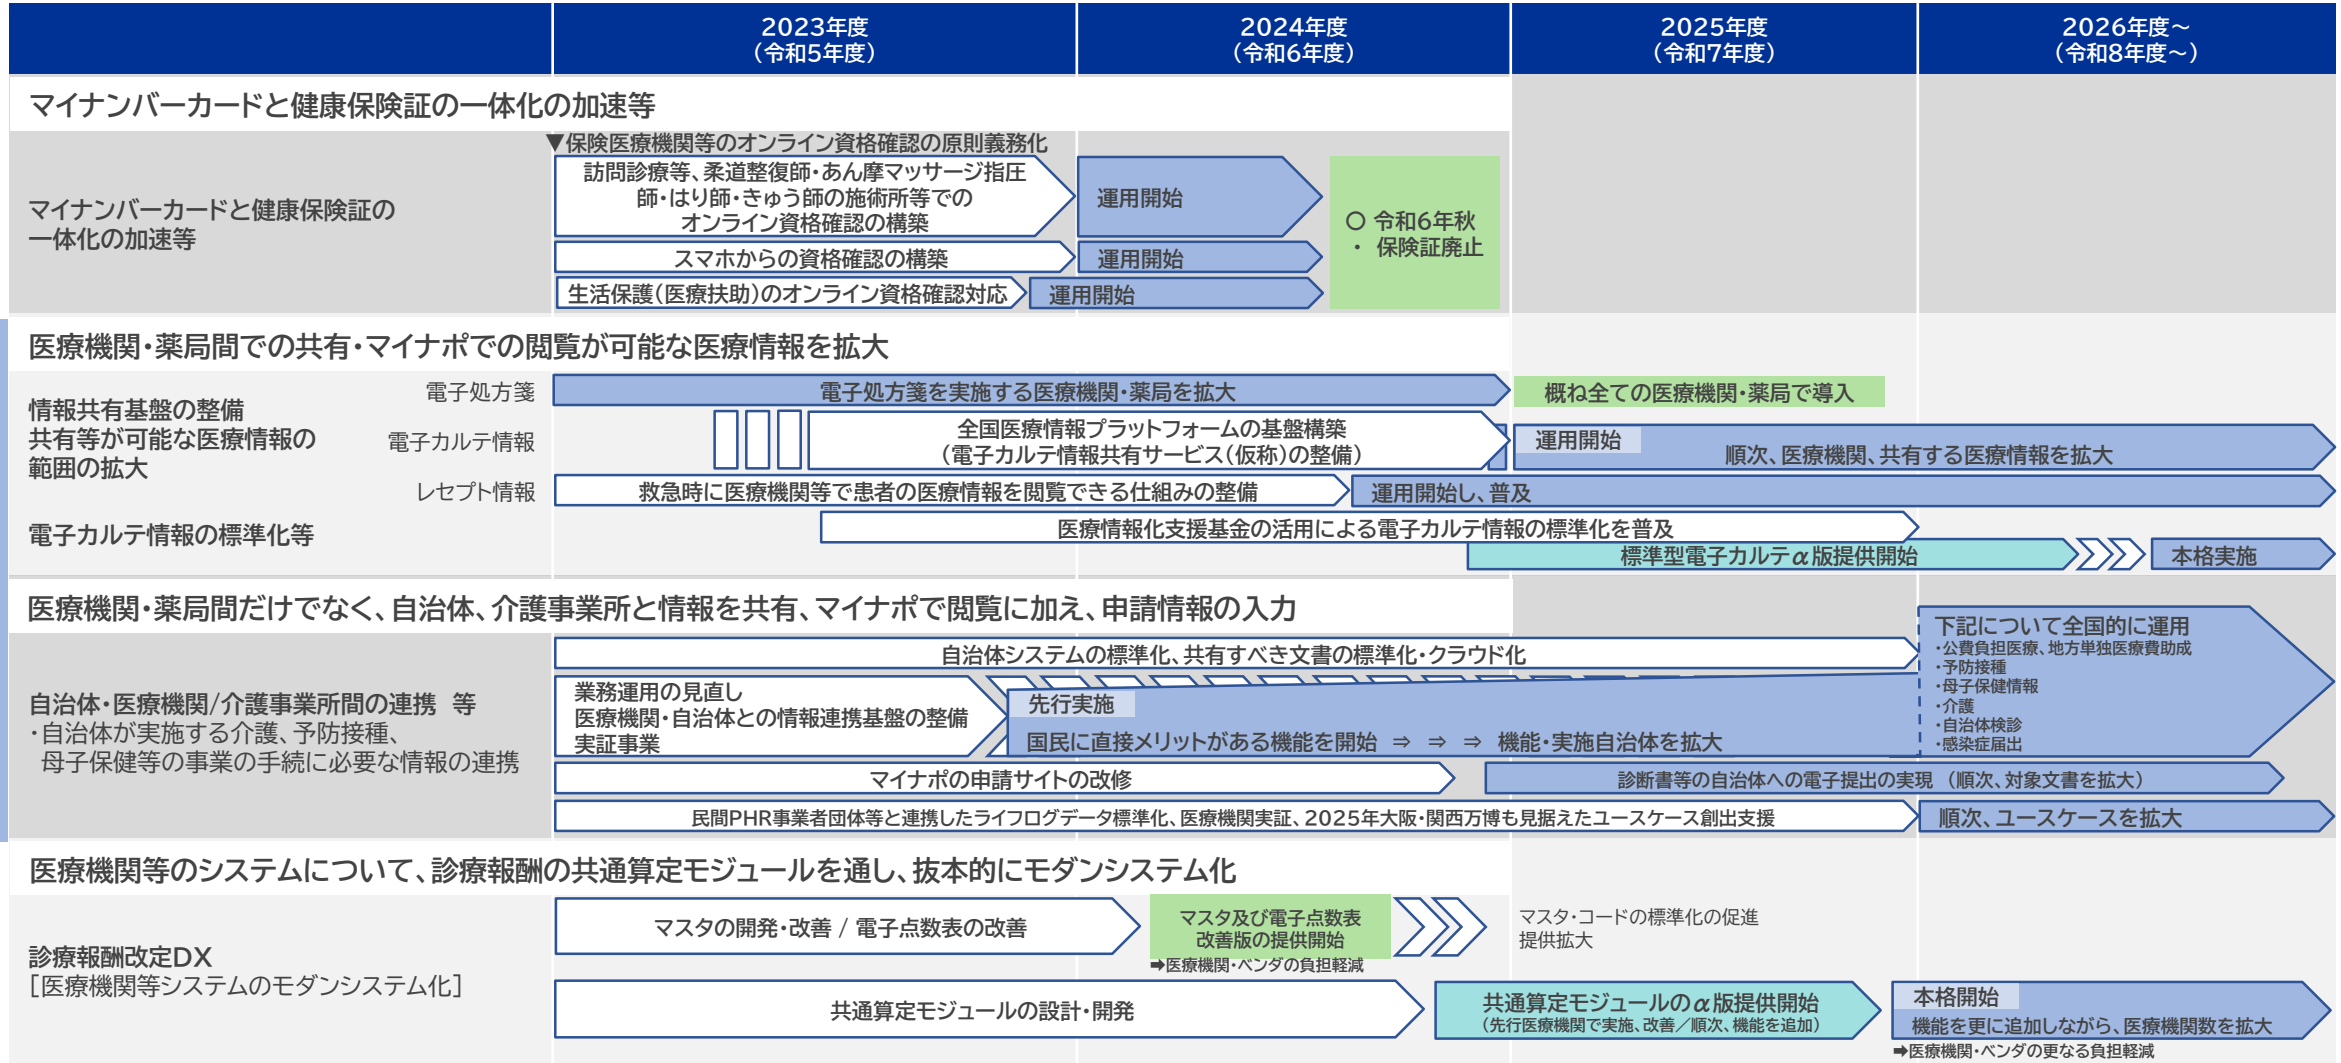 2023年度
（令和5年度）
2024年度
（令和6年度）
2025年度
（令和7年度）
2026年度～
（令和8年度～）
マイナンバーカードと健康保険証の一体化の加速等
マイナンバーカードと健康保険証の
一体化の加速等
▼保険医療機関等のオンライン資格確認の原則義務化
訪問診療等、柔道整復師・あん摩マッサージ指圧
師・はり師・きゅう師の施術所等での
オンライン資格確認の構築
運用開始
スマホからの資格確認の構築
運用開始
生活保護（医療扶助）のオンライン資格確認対応
運用開始
○ 令和6年秋
・ 保険証廃止
医療機関・薬局間での共有・マイナポでの閲覧が可能な医療情報を拡大
情報共有基盤の整備
共有等が可能な医療情報の
範囲の拡大
電子処方箋
電子処方箋を実施する医療機関・薬局を拡大
概ね全ての医療機関・薬局で導入
電子カルテ情報
全国医療情報プラットフォームの基盤構築
（電子カルテ情報共有サービス（仮称）の整備）
運用開始
順次、医療機関、共有する医療情報を拡大
レセプト情報
救急時に医療機関等で患者の医療情報を閲覧できる仕組みの整備
運用開始し、普及
電子カルテ情報の標準化等
医療情報化支援基金の活用による電子カルテ情報の標準化を普及
標準型電子カルテα版提供開始
本格実施
医療機関・薬局間だけでなく、自治体、介護事業所と情報を共有、マイナポで閲覧に加え、申請情報の入力
自治体・医療機関/介護事業所間の連携 等
・自治体が実施する介護、予防接種、
母子保健等の事業の手続に必要な情報の連携
自治体システムの標準化、共有すべき文書の標準化・クラウド化
業務運用の見直し
医療機関・自治体との情報連携基盤の整備
実証事業
先行実施
国民に直接メリットがある機能を開始 ⇒ ⇒ ⇒ 機能・実施自治体を拡大
下記について全国的に運用
・公費負担医療、地方単独医療費助成
・予防接種
・母子保健情報
・介護
・自治体検診
・感染症届出
マイナポの申請サイトの改修
診断書等の自治体への電子提出の実現 （順次、対象文書を拡大）
民間PHR事業者団体等と連携したライフログデータ標準化、医療機関実証、2025年大阪・関西万博も見据えたユースケース創出支援
順次、ユースケースを拡大
医療機関等のシステムについて、診療報酬の共通算定モジュールを通し、抜本的にモダンシステム化
診療報酬改定DX
［医療機関等システムのモダンシステム化］
マスタの開発・改善 / 電子点数表の改善
マスタ及び電子点数表
改善版の提供開始
➡医療機関・ベンダの負担軽減
マスタ・コードの標準化の促進
提供拡大
共通算定モジュールの設計・開発
共通算定モジュールのα版提供開始
（先行医療機関で実施、改善／順次、機能を追加）
本格開始
機能を更に追加しながら、医療機関数を拡大
➡医療機関・ベンダの更なる負担軽減